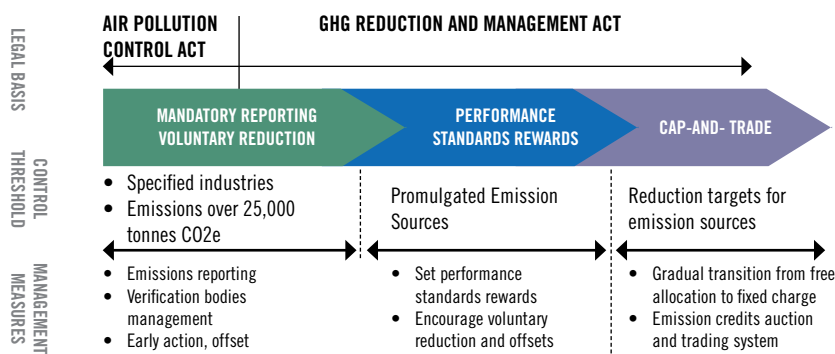 AIR POLLUTION
CONTROL ACT
GHG REDUCTION AND MANAGEMENT ACT
LEGAL BASIS
MANDATORY REPORTING
VOLUNTARY REDUCTION
PERFORMANCE
STANDARDS REWARDS
CAP-AND- TRADE
CONTROL
THRESHOLD
• Specified industries
• Emissions over 25,000
tonnes CO2e
Promulgated Emission
Sources
Reduction targets for
emission sources
MANAGEMENT
MEASURES
• Emissions reporting
• Verification bodies
management
• Early action, offset
• Set performance
standards rewards
• Encourage voluntary
reduction and offsets
• Gradual transition from free
allocation to fixed charge
• Emission credits auction
and trading system